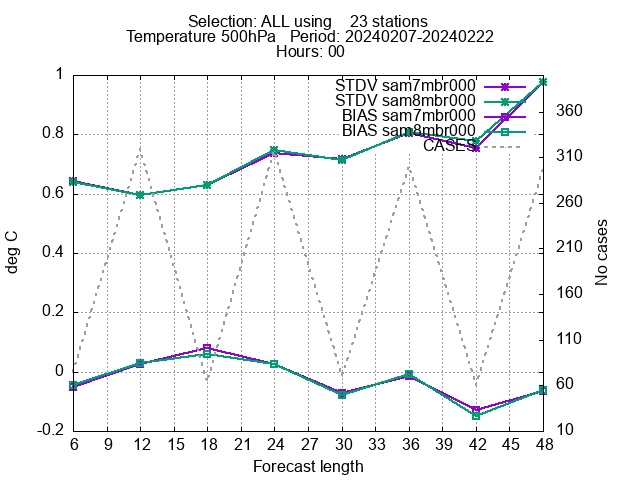 Selection: ALL using    23 stations
Temperature 500hPa   Period: 20240207-20240222
Hours: 00
STDV sam7mbr000
STDV sam8mbr000
BIAS sam7mbr000
BIAS sam8mbr000
CASES
deg C
1
0.8
0.6
0.4
0.2
0
-0.2
No cases
360
310
260
210
160
110
60
10
6 9 12 15 18 21 24 27 30 33 36 39 42 45 48
Forecast length